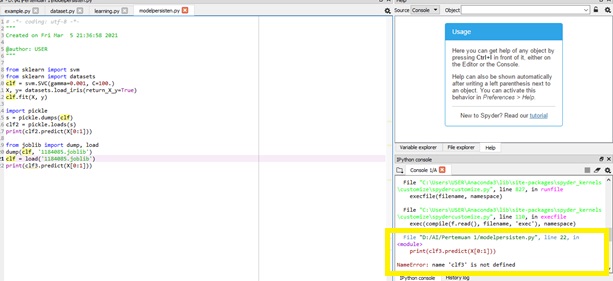 example.py
dataset.py
learning.py
modelpersisten.py
# -*- coding: utf-8 -*-
"""
Created on Fri Mar 5 21:36:58 2021
@author: USER
"""
from sklearn import svm
from sklearn import datasets
clf = svm.SVC(gamma=0.001, C=100.)
X, y= datasets.load_iris(return_X_y=True)
clf.fit(X, y)
import pickle
s = pickle.dumps(clf)
clf2 = pickle.loads(s)
print(clf2.predict(X[0:1]))
from joblib import dump, load
dump(clf, '1184085.joblib')
clf = load('1184085.joblib')
print(clf3.predict(X[0:1]))
Source Console Object
Usage
Here you can get help of any object by
pressing Ctrl+I in front of it, either on
the Editor or the Console.
Help can also be shown automatically
after writing a left parenthesis next to
an object. You can activate this
behavior in Preferences > Help.
New to Spyder? Read our tutorial
Variable explorer File explorer Help
IPython console
Console 1/A
File "C:\Users\USER\Anaconda3\lib\site-packages\spyder_kernels
\customize\spydercustomize.py", line 827, in runfile
execfile(filename, namespace)
File "C:\Users\USER\Anaconda3\lib\site-packages\spyder_kernels
\customize\spydercustomize.py", line 110, in execfile
exec(compile(f.read(), filename, 'exec'), namespace)
File "D:/AI/Pertemuan 1/modelpersisten.py", line 22, in
<module>
print(clf3.predict(X[0:1]))
NameError: name 'clf3' is not defined
IPython console History log